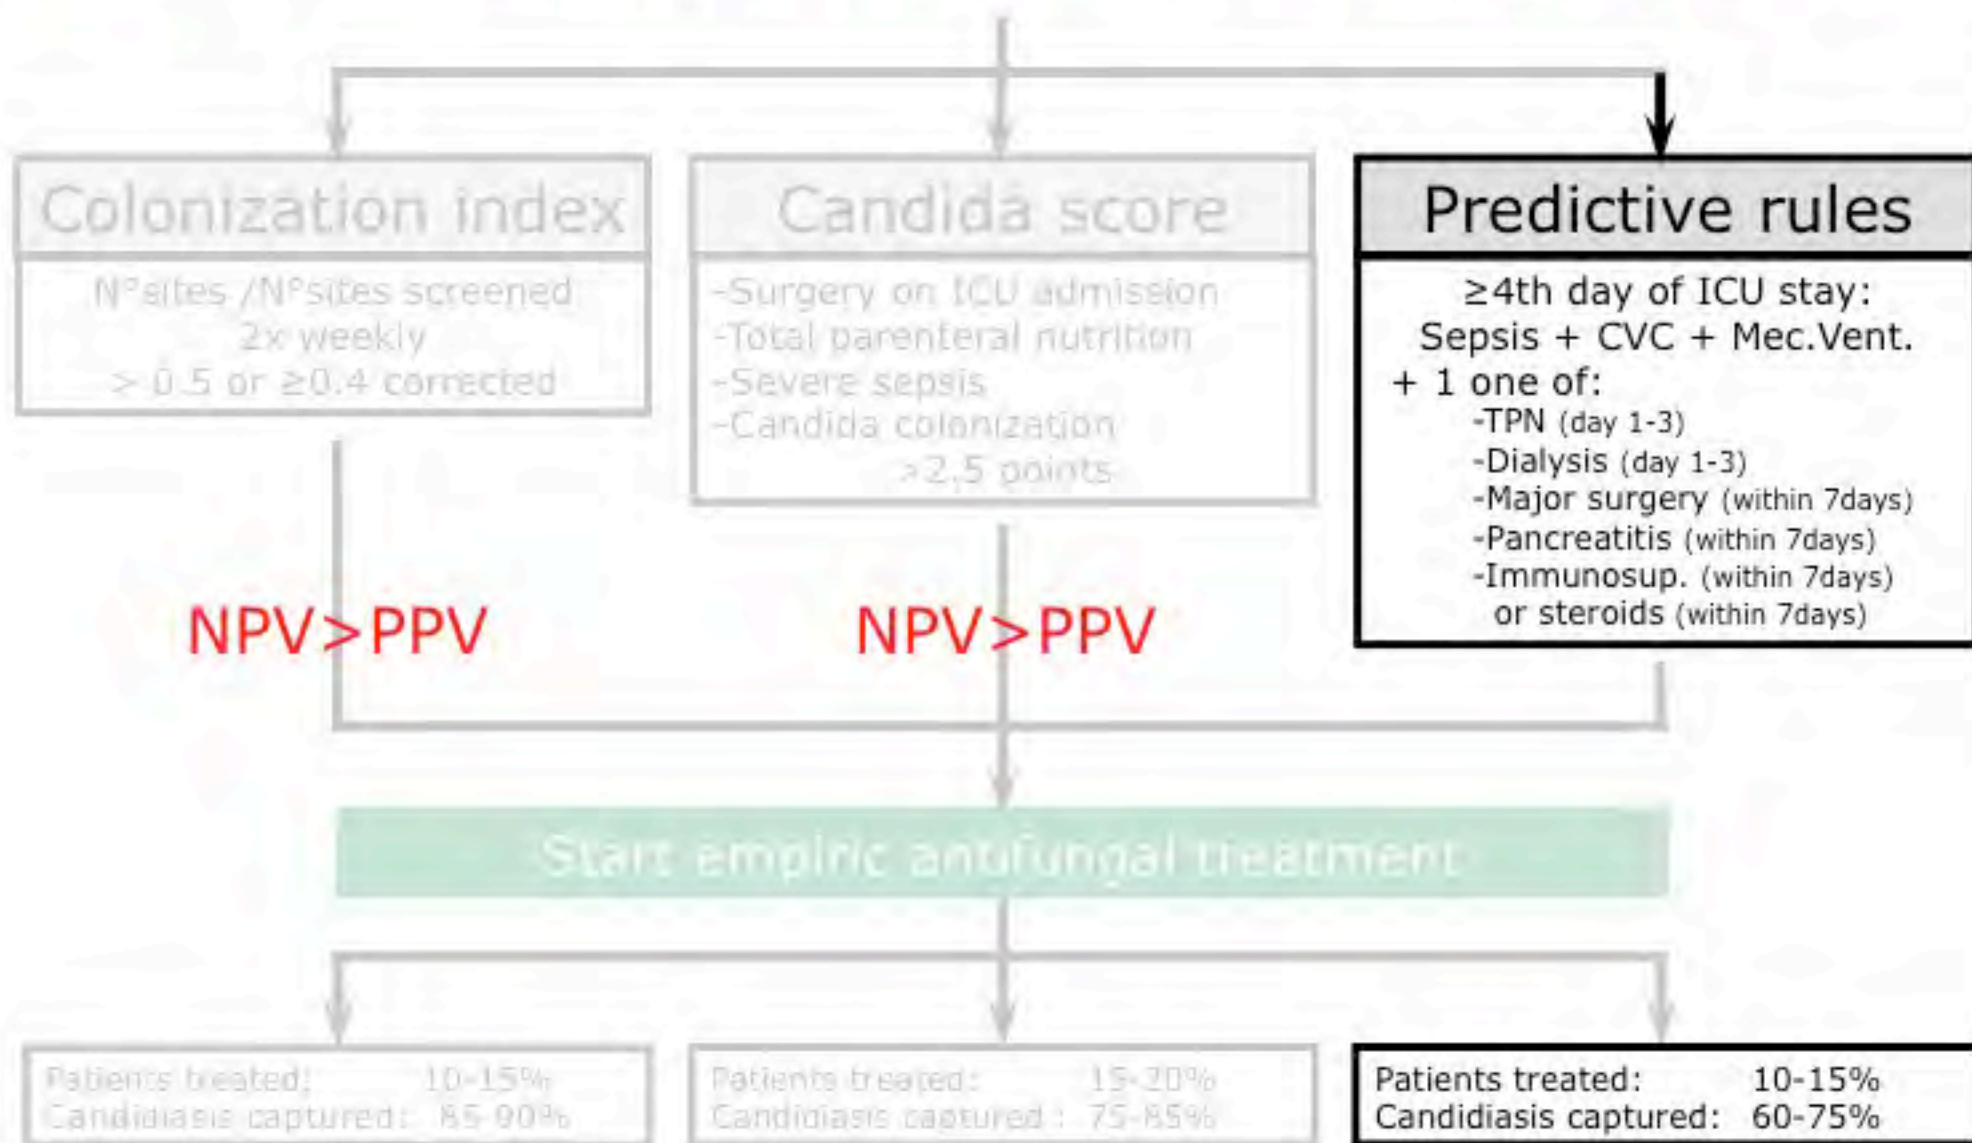 Colonization index
N°sites /N°sites screened
2x weekly
> 0.5 or ≥0.4 corrected
Candida score
-Surgery on ICU admission
-Total parenteral nutrition
-Severe sepsis
-Candida colonization
>2.5 points
Predictive rules
≥4th day of ICU stay:
Sepsis + CVC + Mec.Vent.
+ 1 one of:
-TPN (day 1-3)
-Dialysis (day 1-3)
-Major surgery (within 7days)
-Pancreatitis (within 7days)
-Immunosup. (within 7days)
or steroids (within 7days)
NPV>PPV
NPV>PPV
Start empiric antifungal treatment
Patients treated: 10-15%
Candidiasis captured: 85-90%
Patients treated: 15-20%
Candidiasis captured : 75-85%
Patients treated: 10-15%
Candidiasis captured: 60-75%